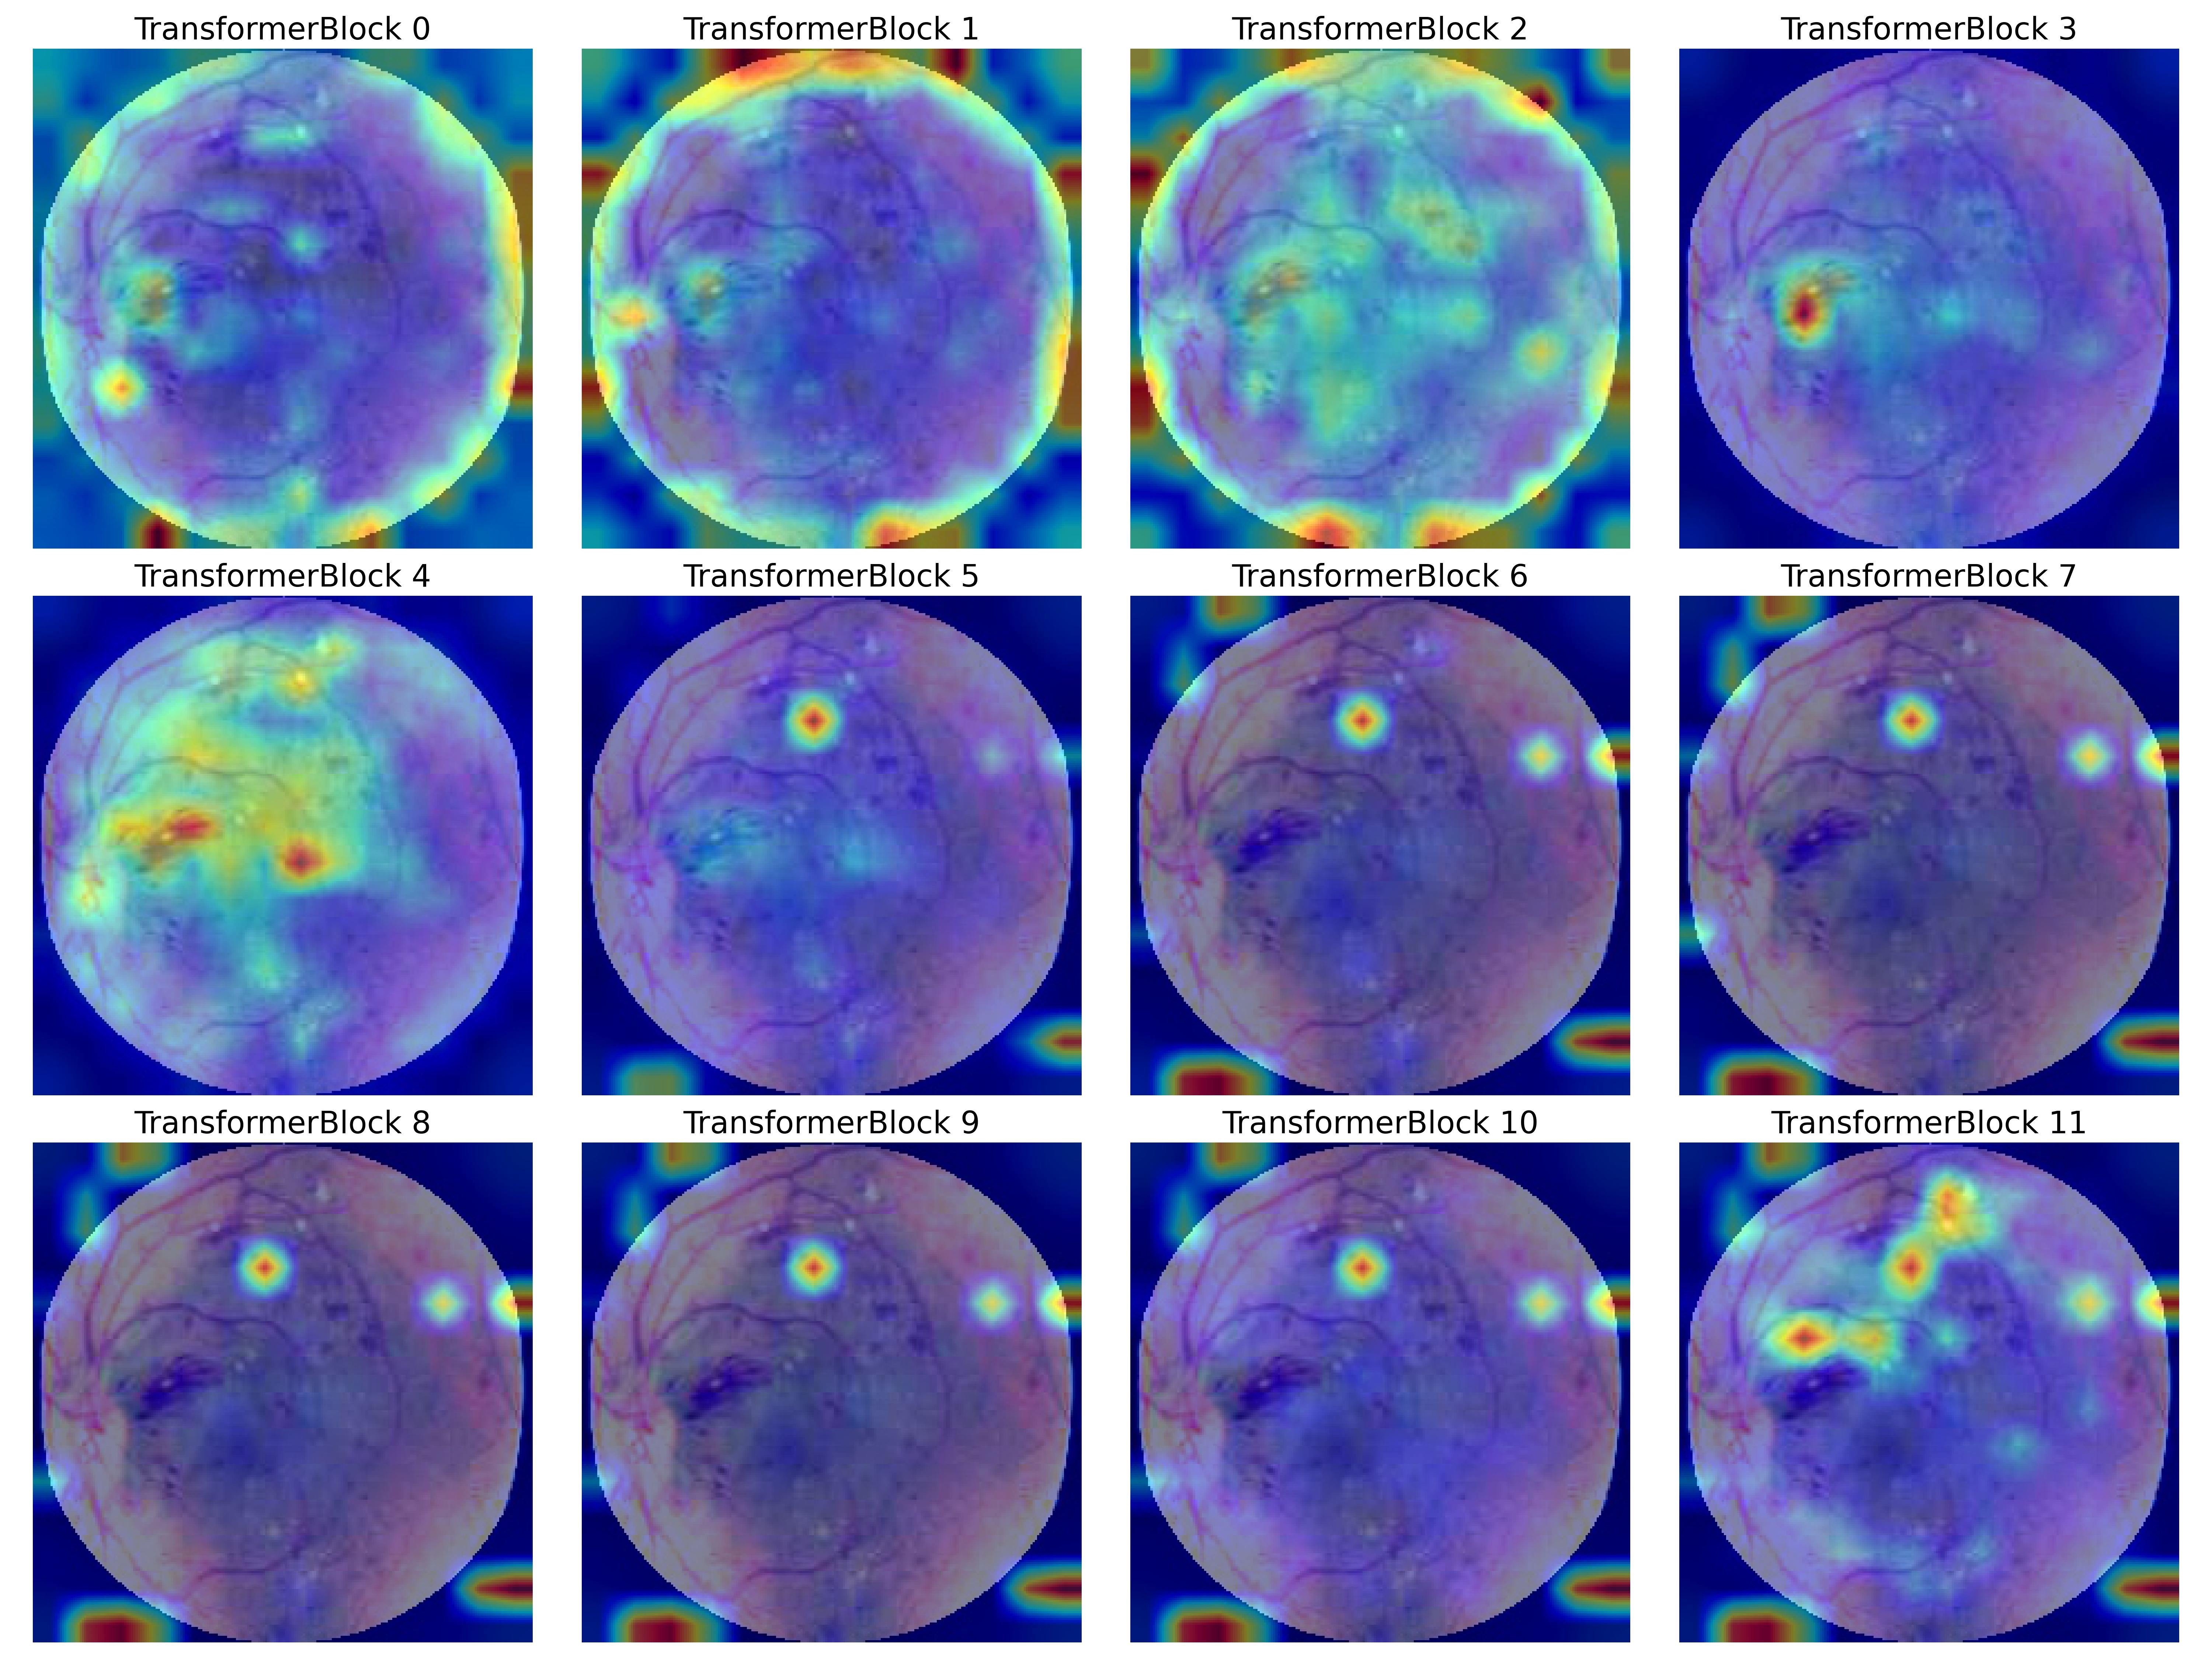 TransformerBlock 0
TransformerBlock 1
TransformerBlock 2
TransformerBlock 3
TransformerBlock 4
TransformerBlock 5
TransformerBlock 6
TransformerBlock 7
TransformerBlock 8
TransformerBlock 9
TransformerBlock 10
TransformerBlock 11